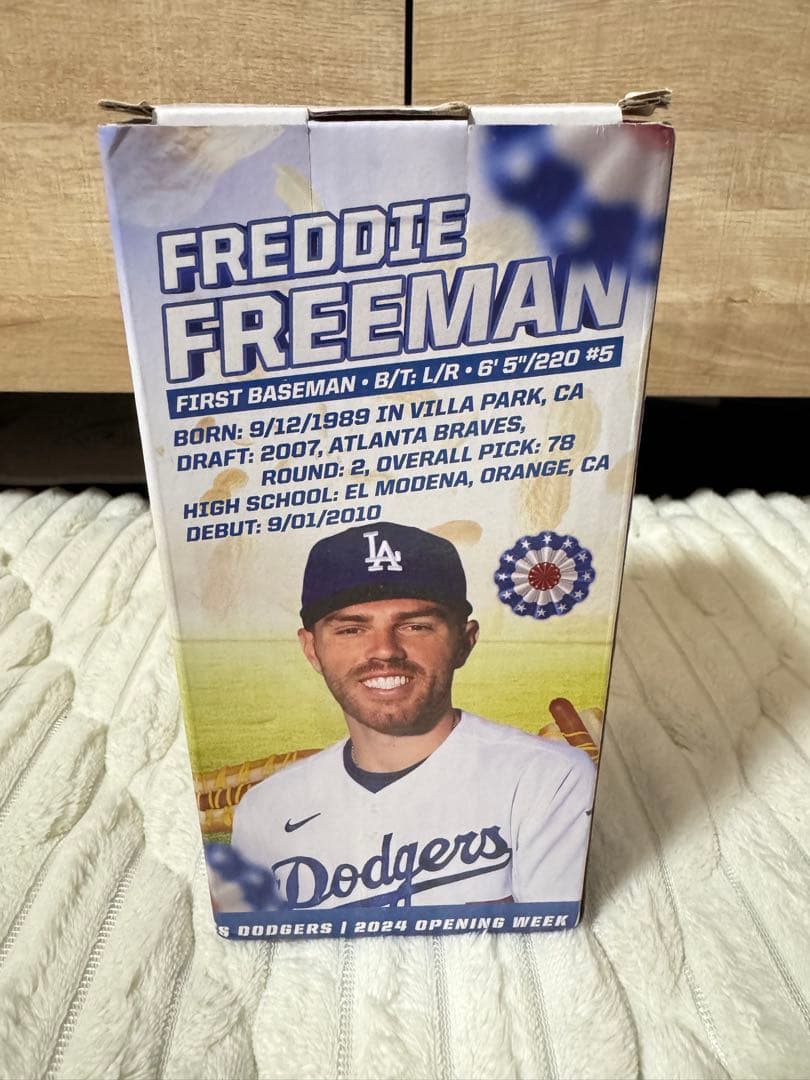 FREDDIE
FREEMAN
FIRST BASEMAN • B/T: L/R • 6' 5"/220 #5
BORN: 9/12/1989 IN VILLA PARK, CA
DRAFT: 2007, ATLANTA BRAVES,
ROUND: 2, OVERALL PICK: 78
HIGH SCHOOL: EL MODENA, ORANGE, CA
DEBUT: 9/01/2010
LA
Dodgers
S DODGERS | 2024 OPENING WEEK